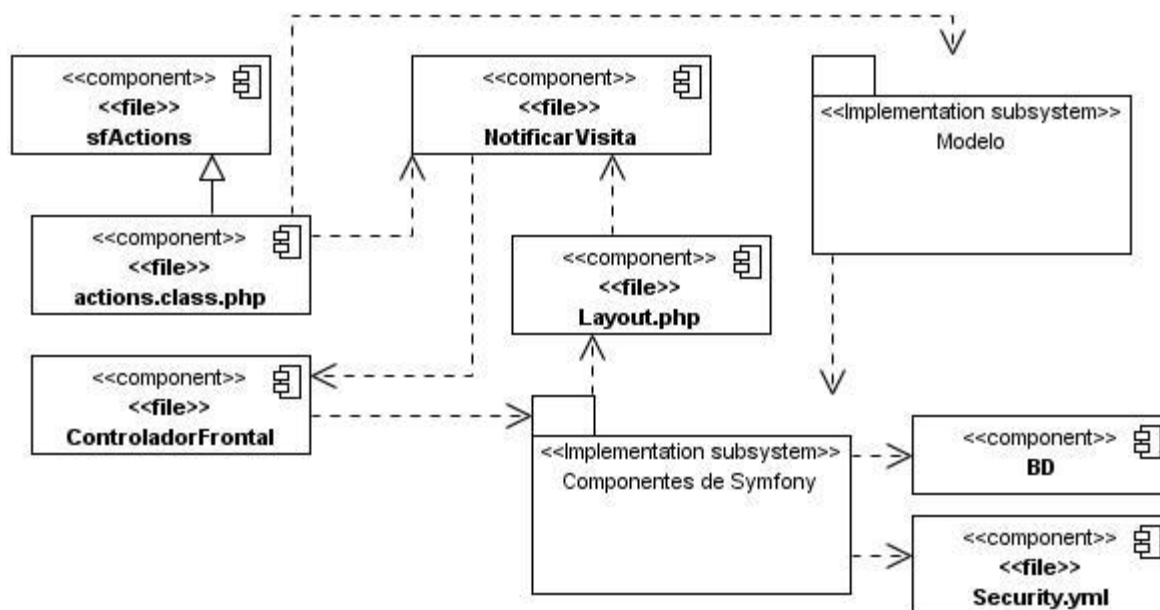 <<component>>
<<file>>
sfActions
<<component>>
<<file>>
NotificarVisita
<<Implementation subsystem>>
Modelo
<<component>>
<<file>>
actions.class.php
<<component>>
<<file>>
Layout.php
<<component>>
<<file>>
ControladorFrontal
<<Implementation subsystem>>
Componentes de Symfony
<<component>>
BD
<<component>>
<<file>>
Security.yml